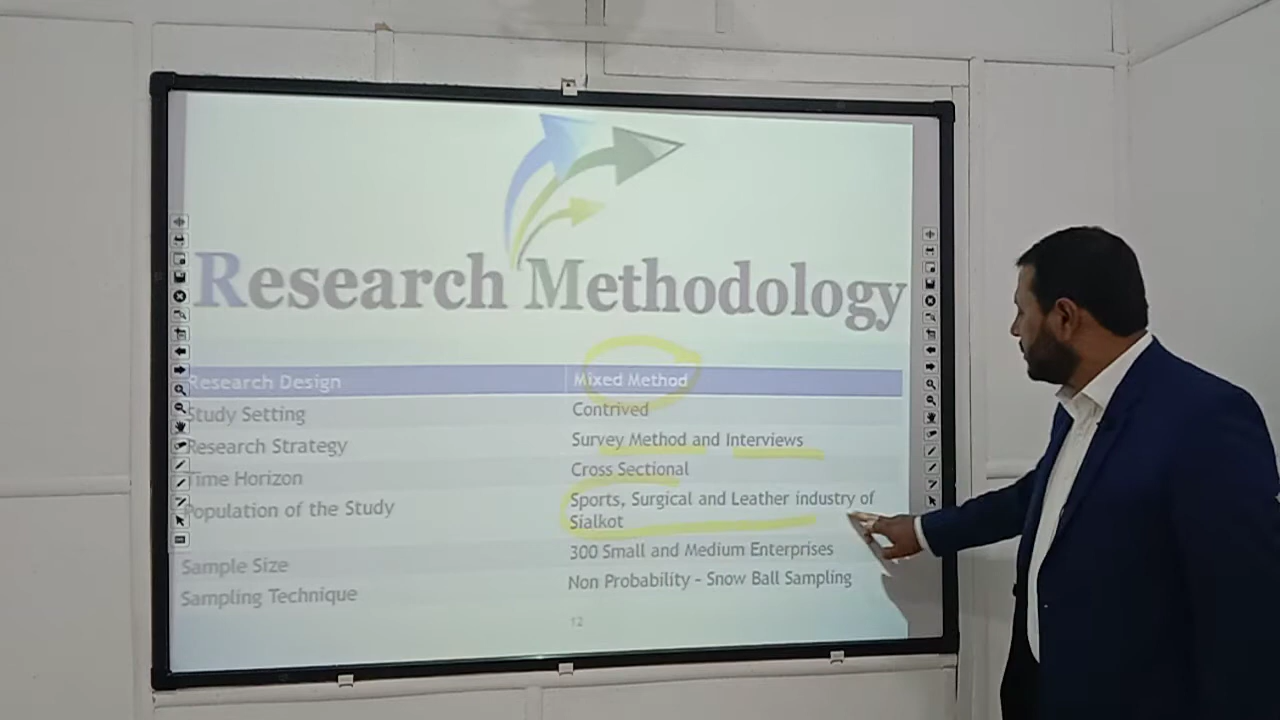 Research Methodology
Research Design Mixed Method
Study Setting Contrived
Research Strategy Survey Method and Interviews
Time Horizon Cross Sectional
Population of the Study Sports, Surgical and Leather industry of
Sialkot
Sample Size 300 Small and Medium Enterprises
Sampling Technique Non Probability - Snow Ball Sampling
12